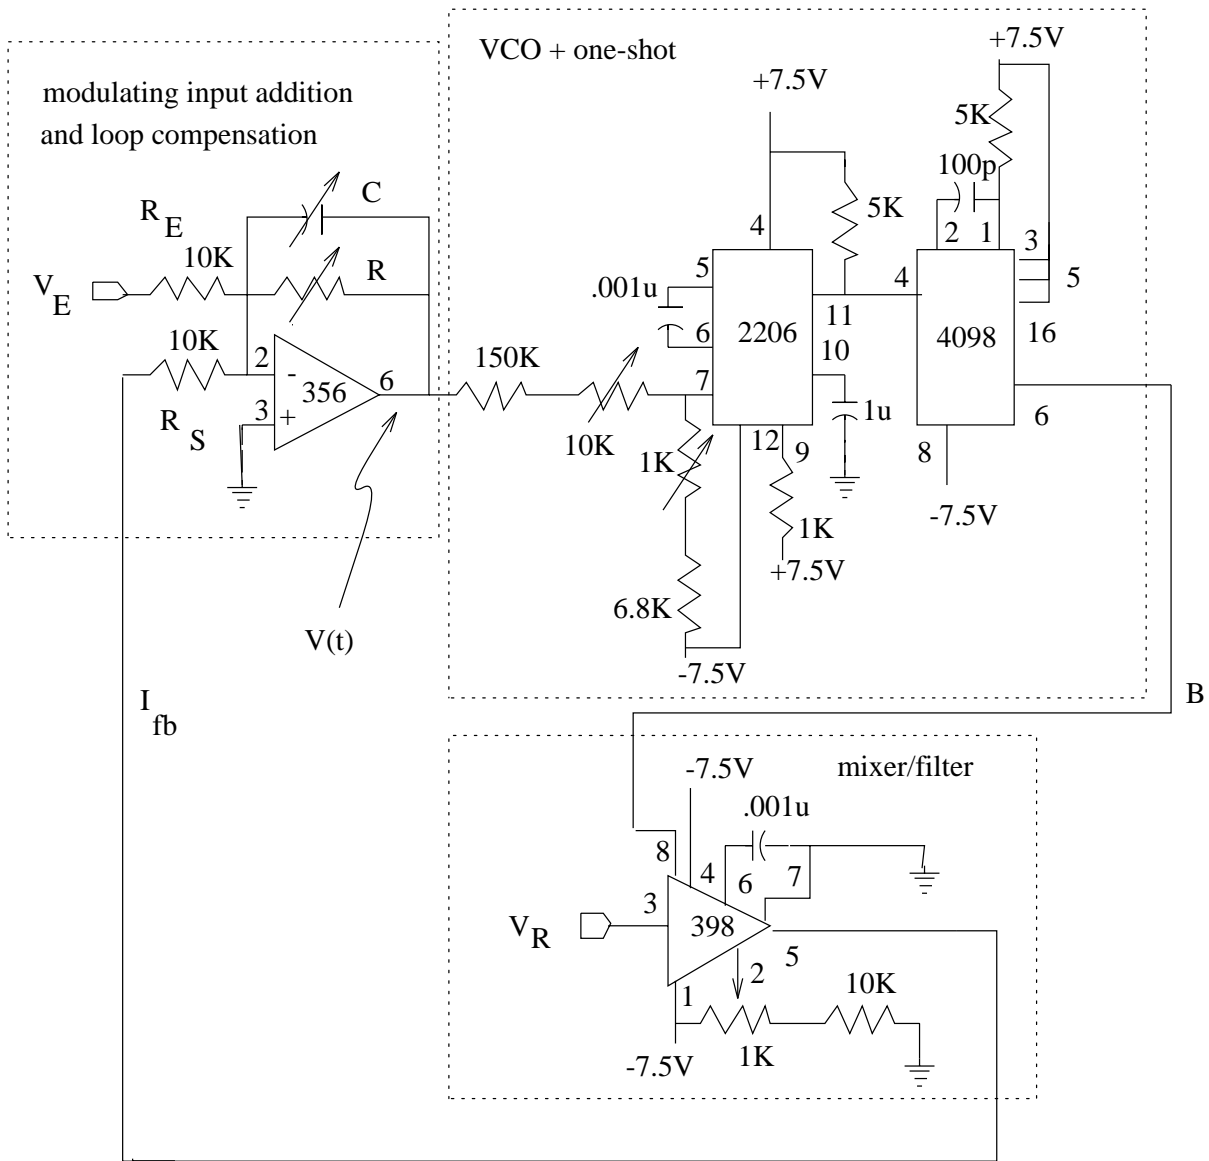 VCO + one-shot
+7.5V
modulating input addition
and loop compensation
+7.5V
5K
100p
C
R
E
10K
R
V
E
10K
2
-
356
6
3
+
R
S
150K
10K
4
5K
5
.001u
6
2206
11
10
7
12
9
1u
1K
1K
+7.5V
6.8K
-7.5V
2
1
3
5
4
4098
16
6
8
-7.5V
V(t)
I
fb
B
mixer/filter
-7.5V
.001u
8
4
6
7
3
V
R
398
5
2
1
10K
1K
-7.5V